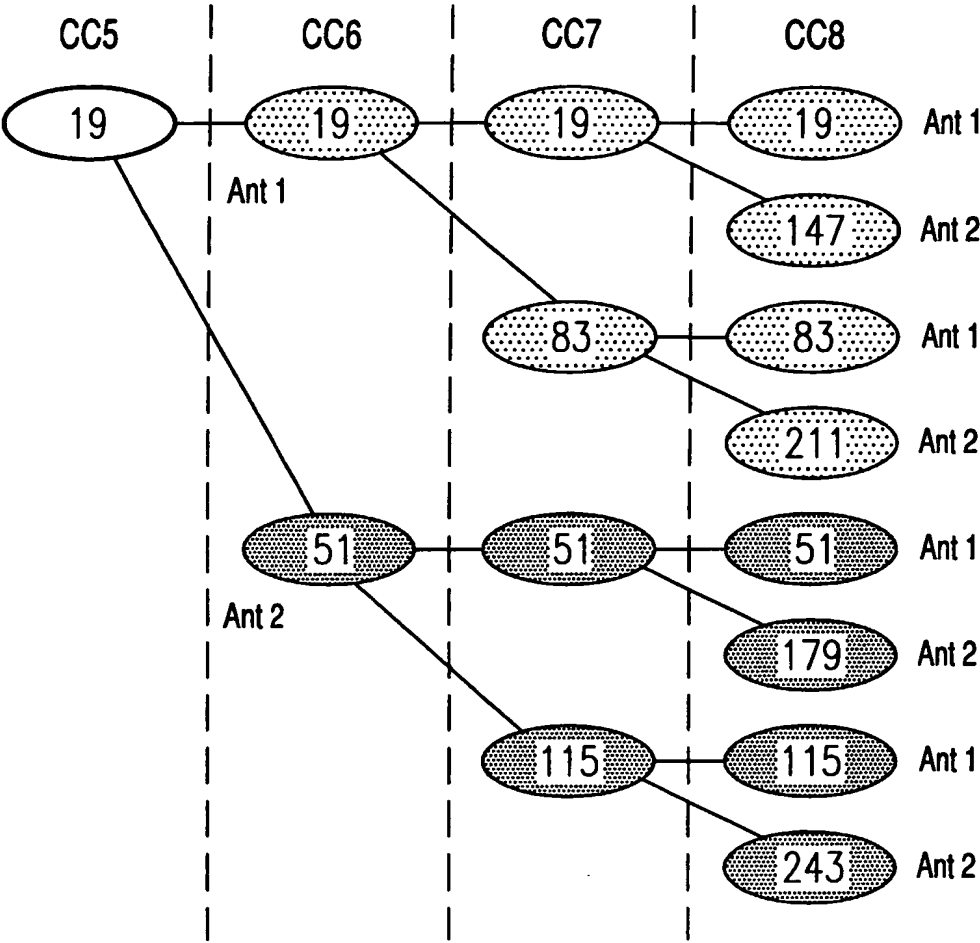 CC5 CC6 CC7 CC8
19 19 19 19 Ant 1
Ant 1
147 Ant 2
83 83 Ant 1
211 Ant 2
51 51 51 Ant 1
Ant 2
179 Ant 2
115 115 Ant 1
243 Ant 2